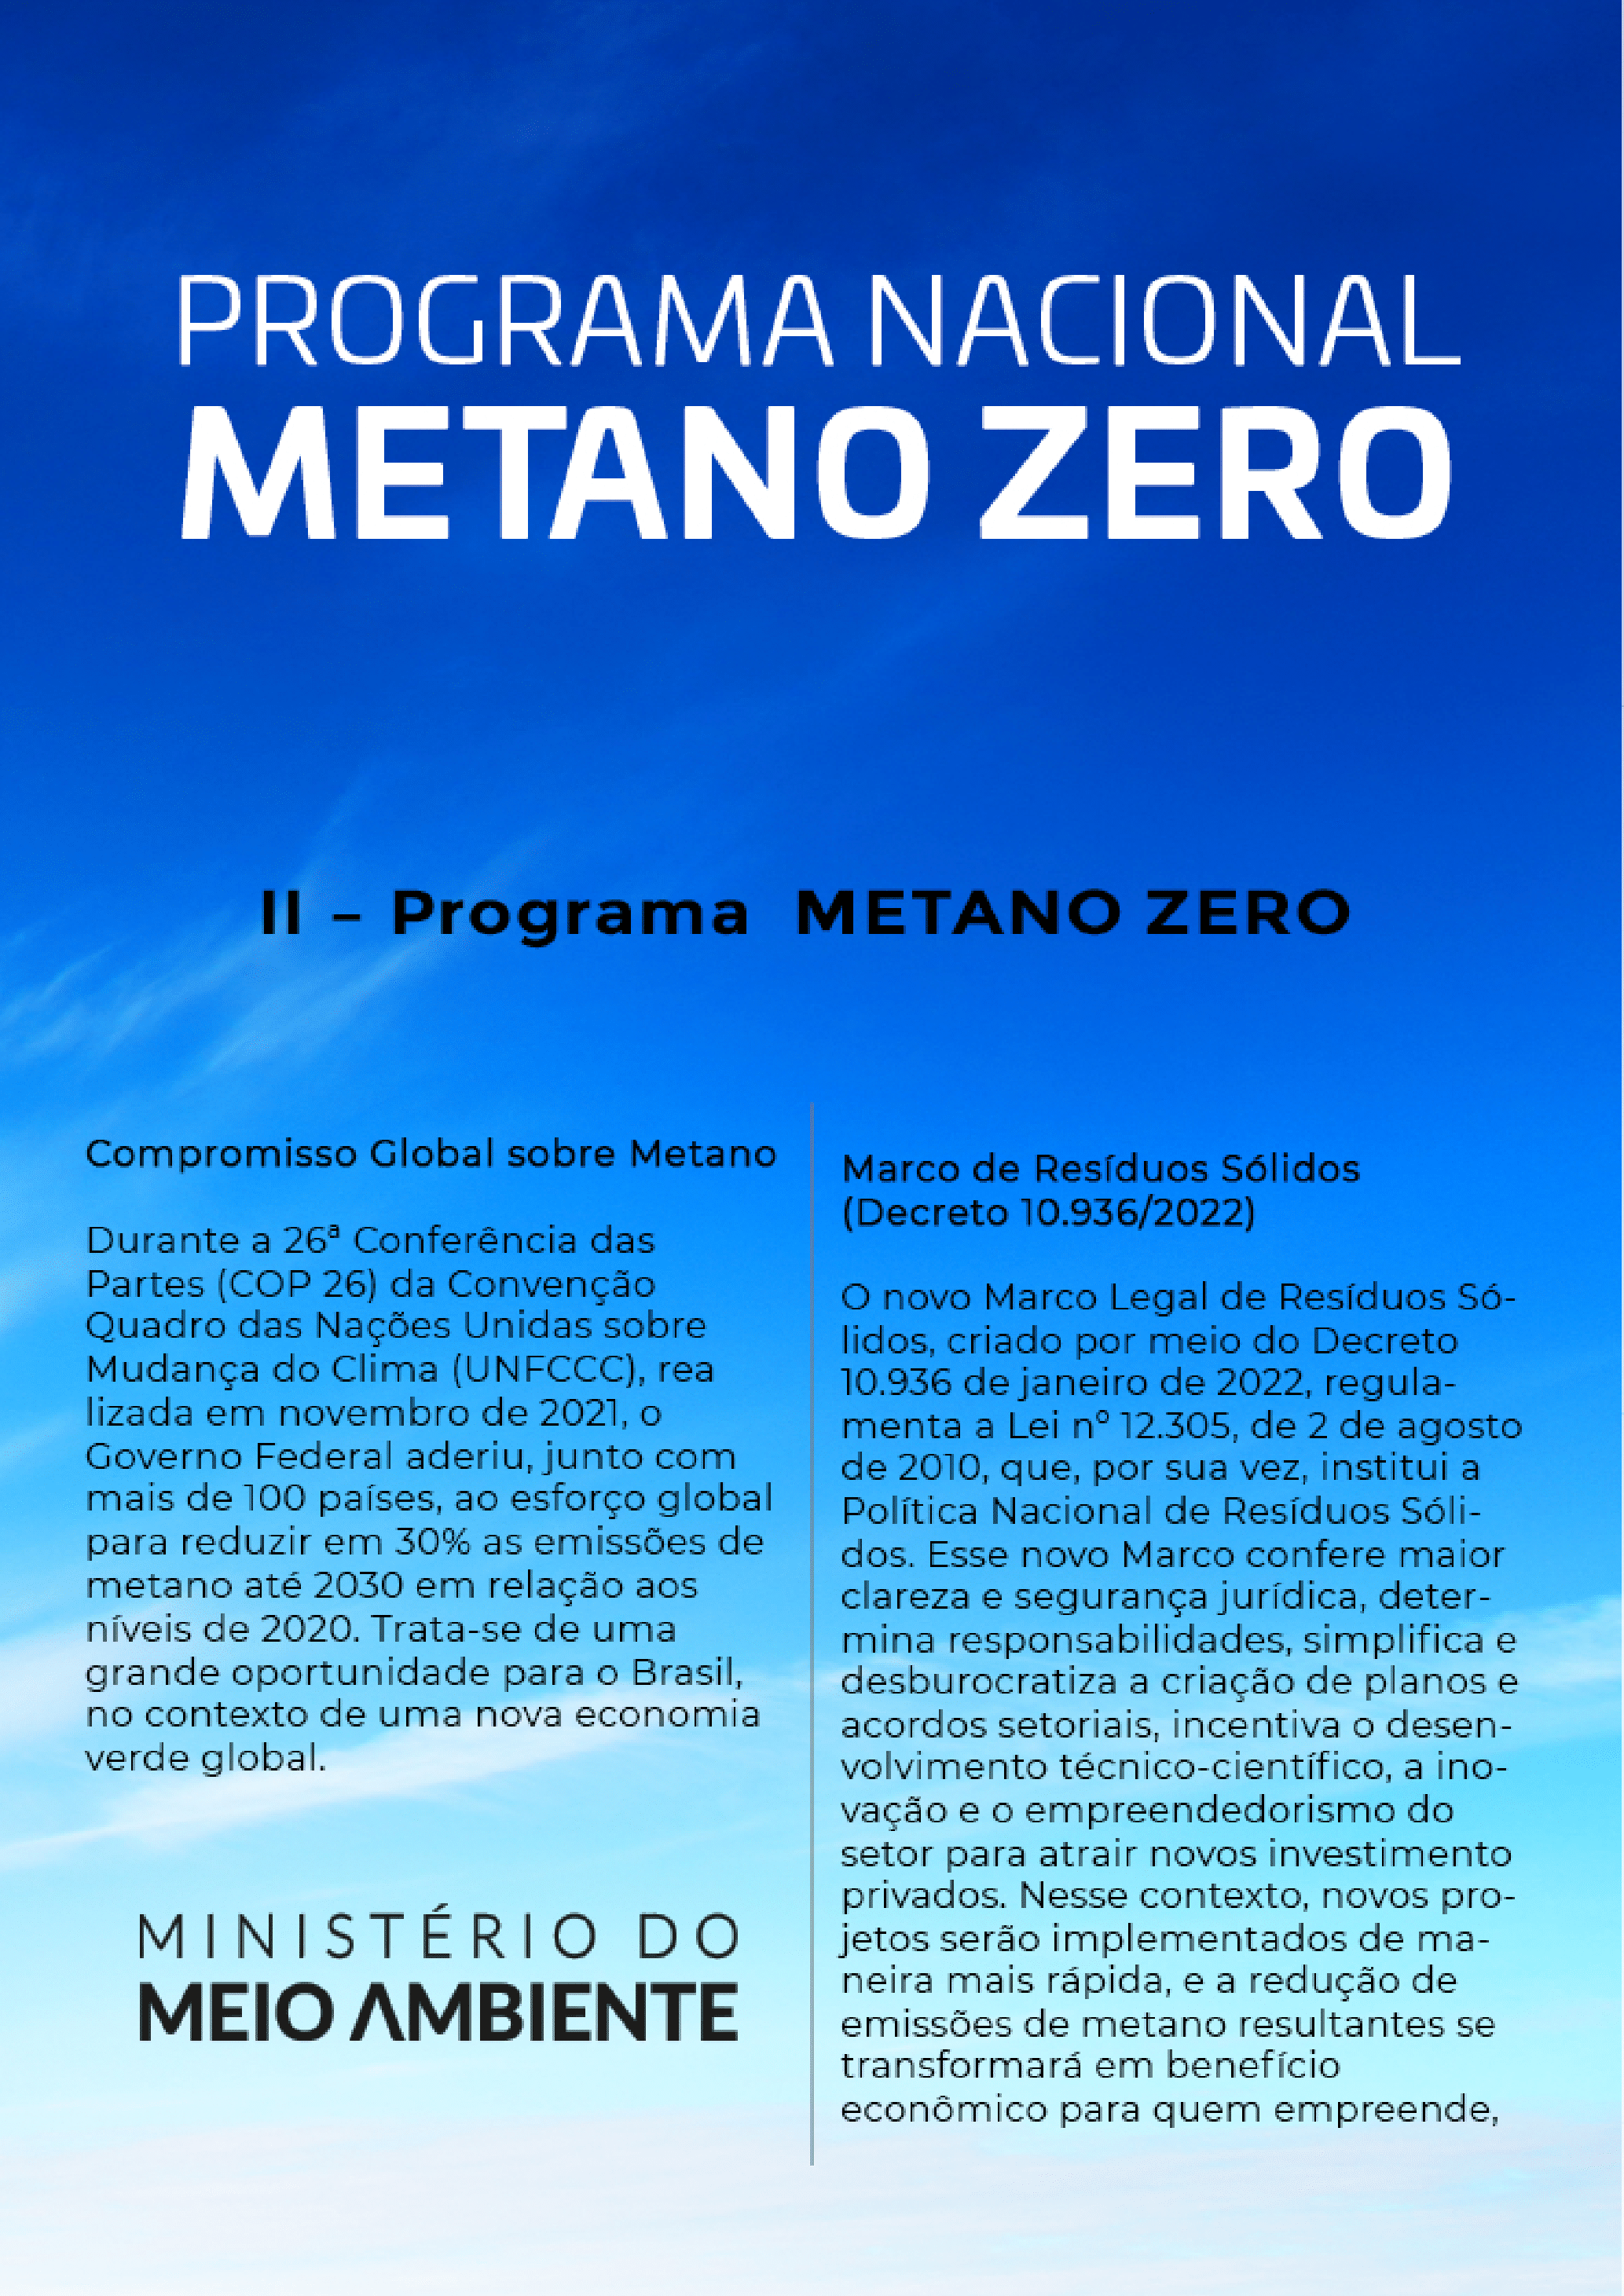 PROGRAMA NACIONAL
METANO ZERO
II – Programa METANO ZERO
Compromisso Global sobre Metano
Durante a 26ª Conferência das
Partes (COP 26) da Convenção
Quadro das Nações Unidas sobre
Mudança do Clima (UNFCCC), rea
lizada em novembro de 2021, o
Governo Federal aderiu, junto com
mais de 100 países, ao esforço global
para reduzir em 30% as emissões de
metano até 2030 em relação aos
níveis de 2020. Trata-se de uma
grande oportunidade para o Brasil,
no contexto de uma nova economia
verde global.
MINISTÉRIO DO
MEIO AMBIENTE
Marco de Resíduos Sólidos
(Decreto 10.936/2022)
O novo Marco Legal de Resíduos Só-
lidos, criado por meio do Decreto
10.936 de janeiro de 2022, regula-
menta a Lei nº 12.305, de 2 de agosto
de 2010, que, por sua vez, institui a
Política Nacional de Resíduos Sóli-
dos. Esse novo Marco confere maior
clareza e segurança jurídica, deter-
mina responsabilidades, simplifica e
desburocratiza a criação de planos e
acordos setoriais, incentiva o desen-
volvimento técnico-científico, a ino-
vação e o empreendedorismo do
setor para atrair novos investimento
privados. Nesse contexto, novos pro-
jetos serão implementados de ma-
neira mais rápida, e a redução de
emissões de metano resultantes se
transformará em benefício
econômico para quem empreende,